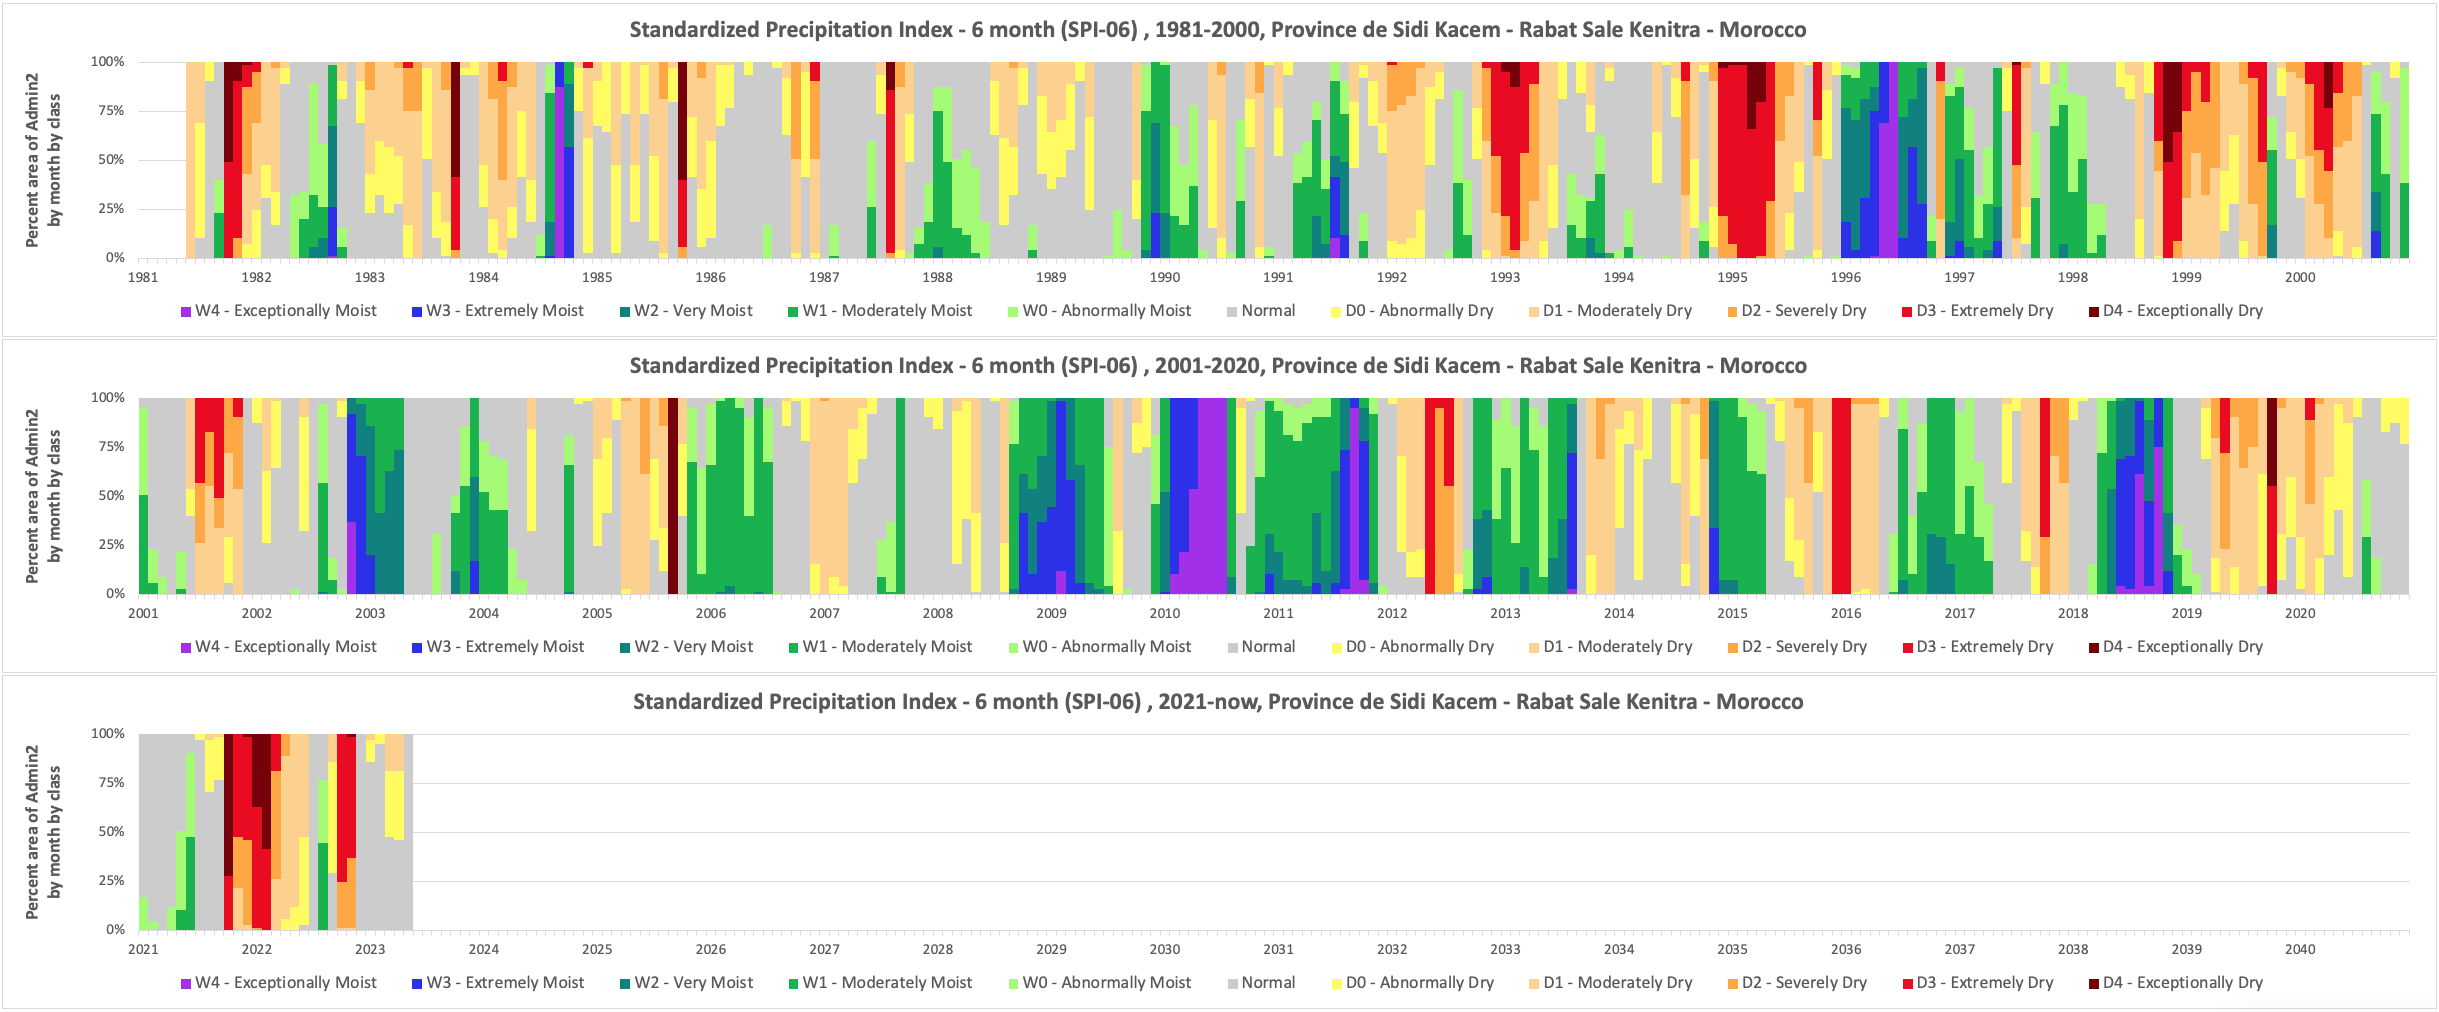 Standardized Precipitation Index - 6 month (SPI-06) , 1981-2000, Province de Sidi Kacem - Rabat Sale Kenitra - Morocco
Percent area of Admin2
by month by class
100%
75%
50%
25%
0%
1981 1982 1983 1984 1985 1986 1987 1988 1989 1990 1991 1992 1993 1994 1995 1996 1997 1998 1999 2000
W4 - Exceptionally Moist W3 - Extremely Moist W2 - Very Moist W1 - Moderately Moist W0 - Abnormally Moist Normal D0 - Abnormally Dry D1 - Moderately Dry D2 - Severely Dry D3 - Extremely Dry D4 - Exceptionally Dry
Standardized Precipitation Index - 6 month (SPI-06) , 2001-2020, Province de Sidi Kacem - Rabat Sale Kenitra - Morocco
Percent area of Admin2
by month by class
100%
75%
50%
25%
0%
2001 2002 2003 2004 2005 2006 2007 2008 2009 2010 2011 2012 2013 2014 2015 2016 2017 2018 2019 2020
W4 - Exceptionally Moist W3 - Extremely Moist W2 - Very Moist W1 - Moderately Moist W0 - Abnormally Moist Normal D0 - Abnormally Dry D1 - Moderately Dry D2 - Severely Dry D3 - Extremely Dry D4 - Exceptionally Dry
Standardized Precipitation Index - 6 month (SPI-06) , 2021-now, Province de Sidi Kacem - Rabat Sale Kenitra - Morocco
Percent area of Admin2
by month by class
100%
75%
50%
25%
0%
2021 2022 2023 2024 2025 2026 2027 2028 2029 2030 2031 2032 2033 2034 2035 2036 2037 2038 2039 2040
W4 - Exceptionally Moist W3 - Extremely Moist W2 - Very Moist W1 - Moderately Moist W0 - Abnormally Moist Normal D0 - Abnormally Dry D1 - Moderately Dry D2 - Severely Dry D3 - Extremely Dry D4 - Exceptionally Dry